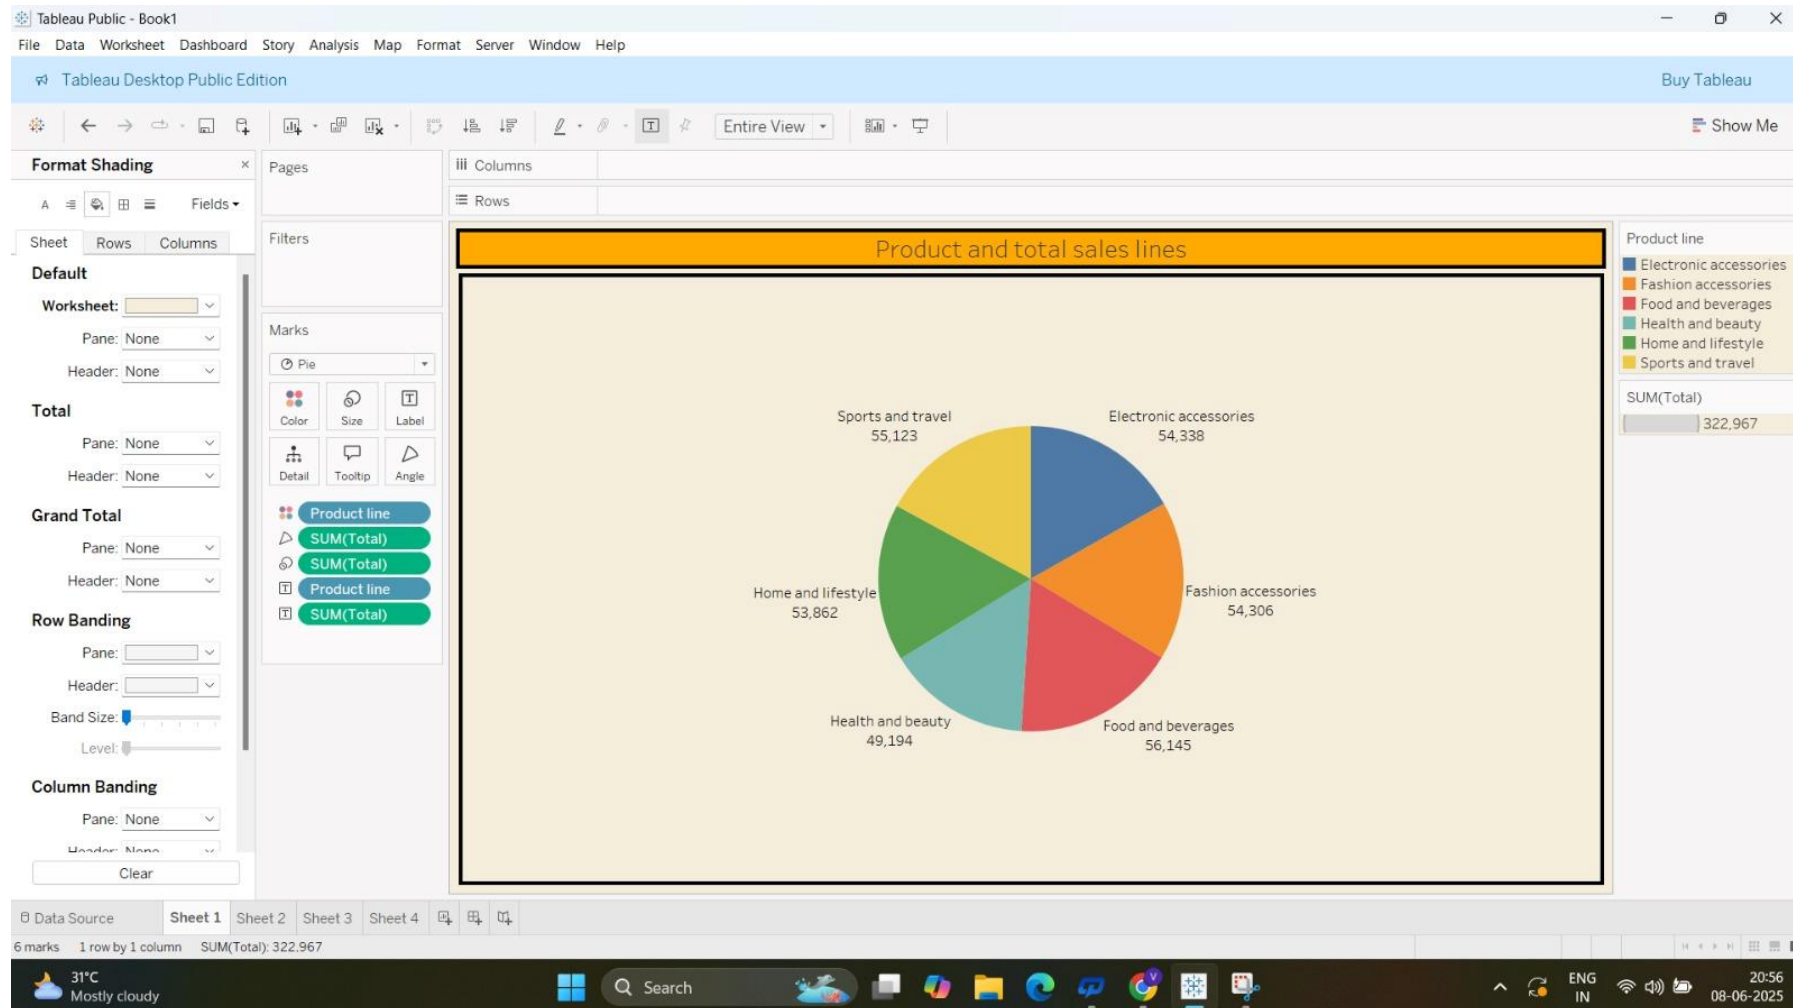 Tableau Public - Book1
File Data Worksheet Dashboard Story Analysis Map Format Server Window Help
Tableau Desktop Public Edition
Buy Tableau
Entire View
Show Me
Format Shading
Fields
Sheet Rows Columns
Default
Worksheet:
Pane: None
Header: None
Total
Pane: None
Header: None
Grand Total
Pane: None
Header: None
Row Banding
Pane:
Header:
Band Size:
Level:
Column Banding
Pane: None
Header: None
Clear
Pages
Filters
Marks
Pie
Color Size Label
Detail Tooltip Angle
Product line
SUM(Total)
SUM(Total)
Product line
SUM(Total)
Columns
Rows
Product and total sales lines
Sports and travel
55,123
Electronic accessories
54,338
Home and lifestyle
53,862
Fashion accessories
54,306
Health and beauty
49,194
Food and beverages
56,145
Product line
Electronic accessories
Fashion accessories
Food and beverages
Health and beauty
Home and lifestyle
Sports and travel
SUM(Total)
322,967
Data Source Sheet 1 Sheet 2 Sheet 3 Sheet 4
6 marks 1 row by 1 column SUM(Total): 322,967
31°C
Mostly cloudy
Search
ENG
IN
20:56
08-06-2025